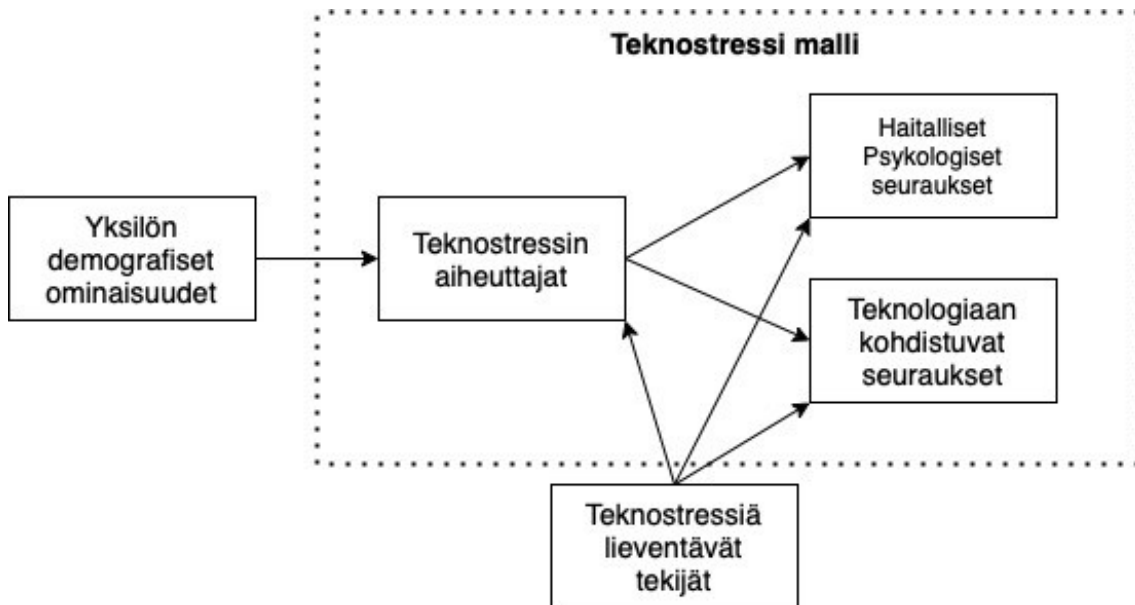 Teknostressi malli
Haitalliset
Psykologiset
seuraukset
Yksilön
demografiset
ominaisuudet
Teknostressin
aiheuttajat
Teknologiaan
kohdistuvat
seuraukset
Teknostressiä
lieventävät
tekijät